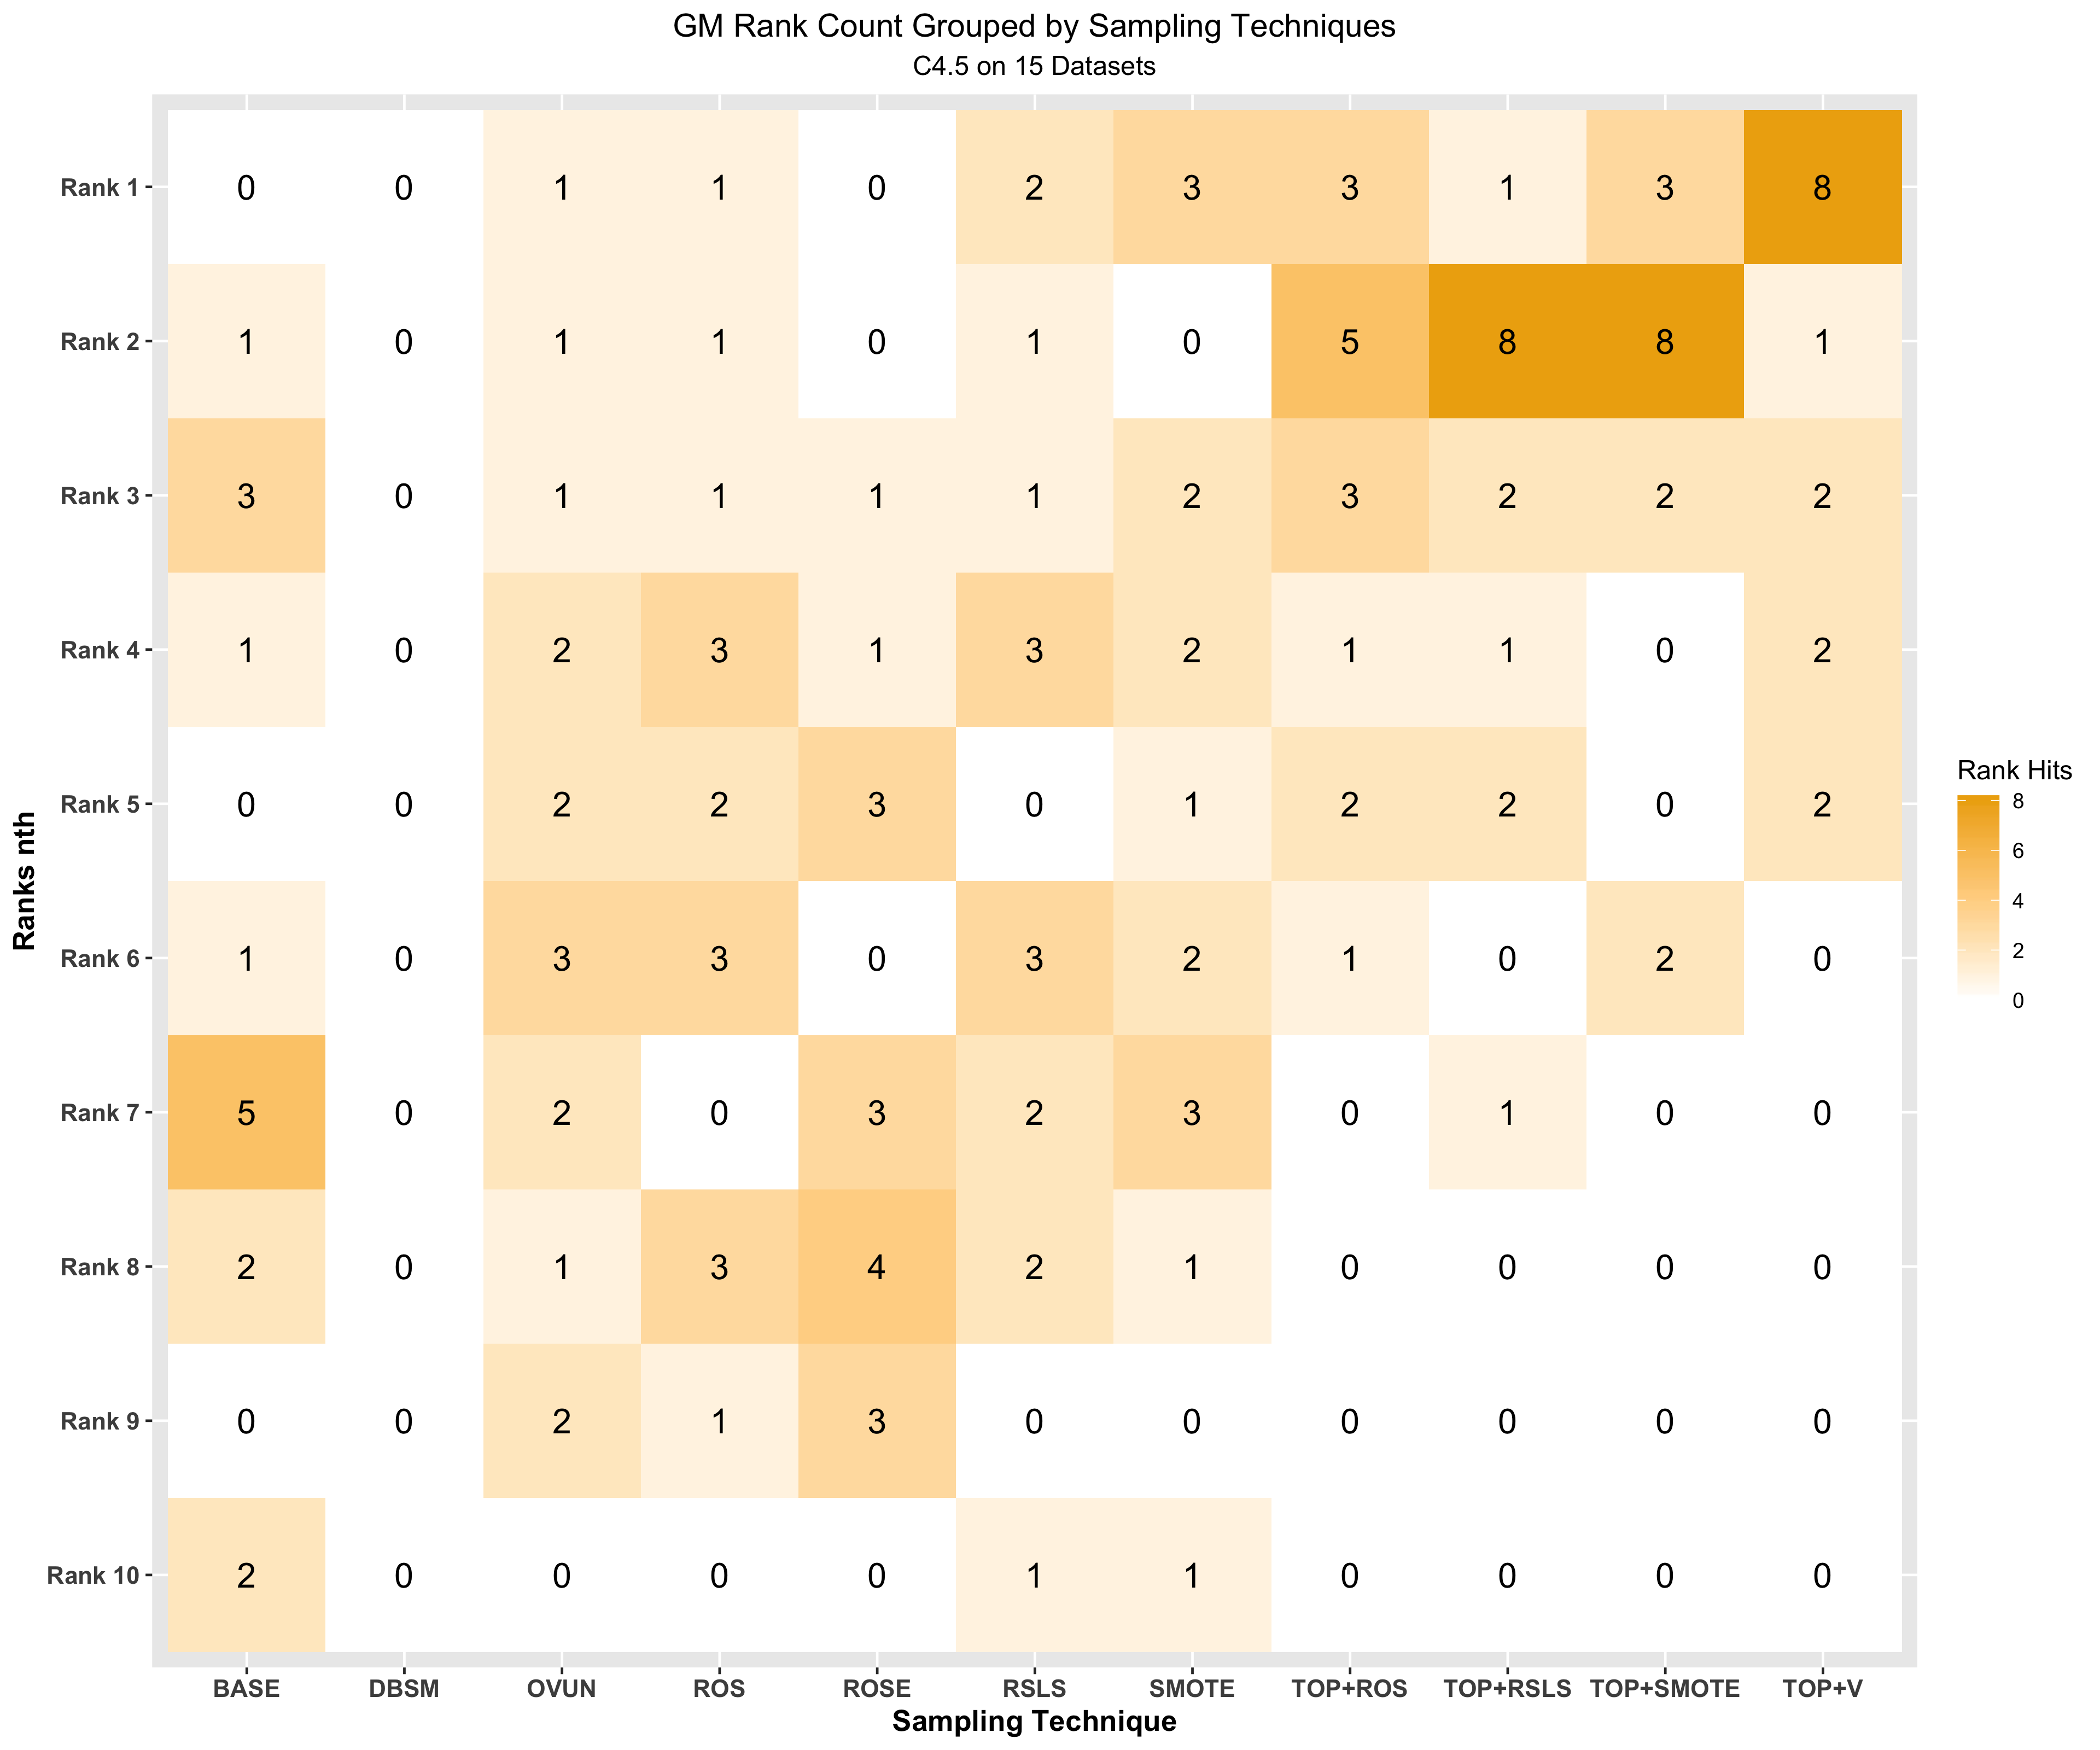 GM Rank Count Grouped by Sampling Techniques
C4.5 on 15 Datasets
Rank 1 0 0 1 1 0 2 3 3 1 3 8
Rank 2 1 0 1 1 0 1 0 5 8 8 1
Rank 3 3 0 1 1 1 1 2 3 2 2 2
Rank 4 1 0 2 3 1 3 2 1 1 0 2
Rank 5 0 0 2 2 3 0 1 2 2 0 2
Rank 6 1 0 3 3 0 3 2 1 0 2 0
Rank 7 5 0 2 0 3 2 3 0 1 0 0
Rank 8 2 0 1 3 4 2 1 0 0 0 0
Rank 9 0 0 2 1 3 0 0 0 0 0 0
Rank 10 2 0 0 0 0 1 1 0 0 0 0
BASE DBSM OVUN ROS ROSE RSLS SMOTE TOP+ROS TOP+RSLS TOP+SMOTE TOP+V
Sampling Technique
Ranks nth
Rank Hits
8
6
4
2
0